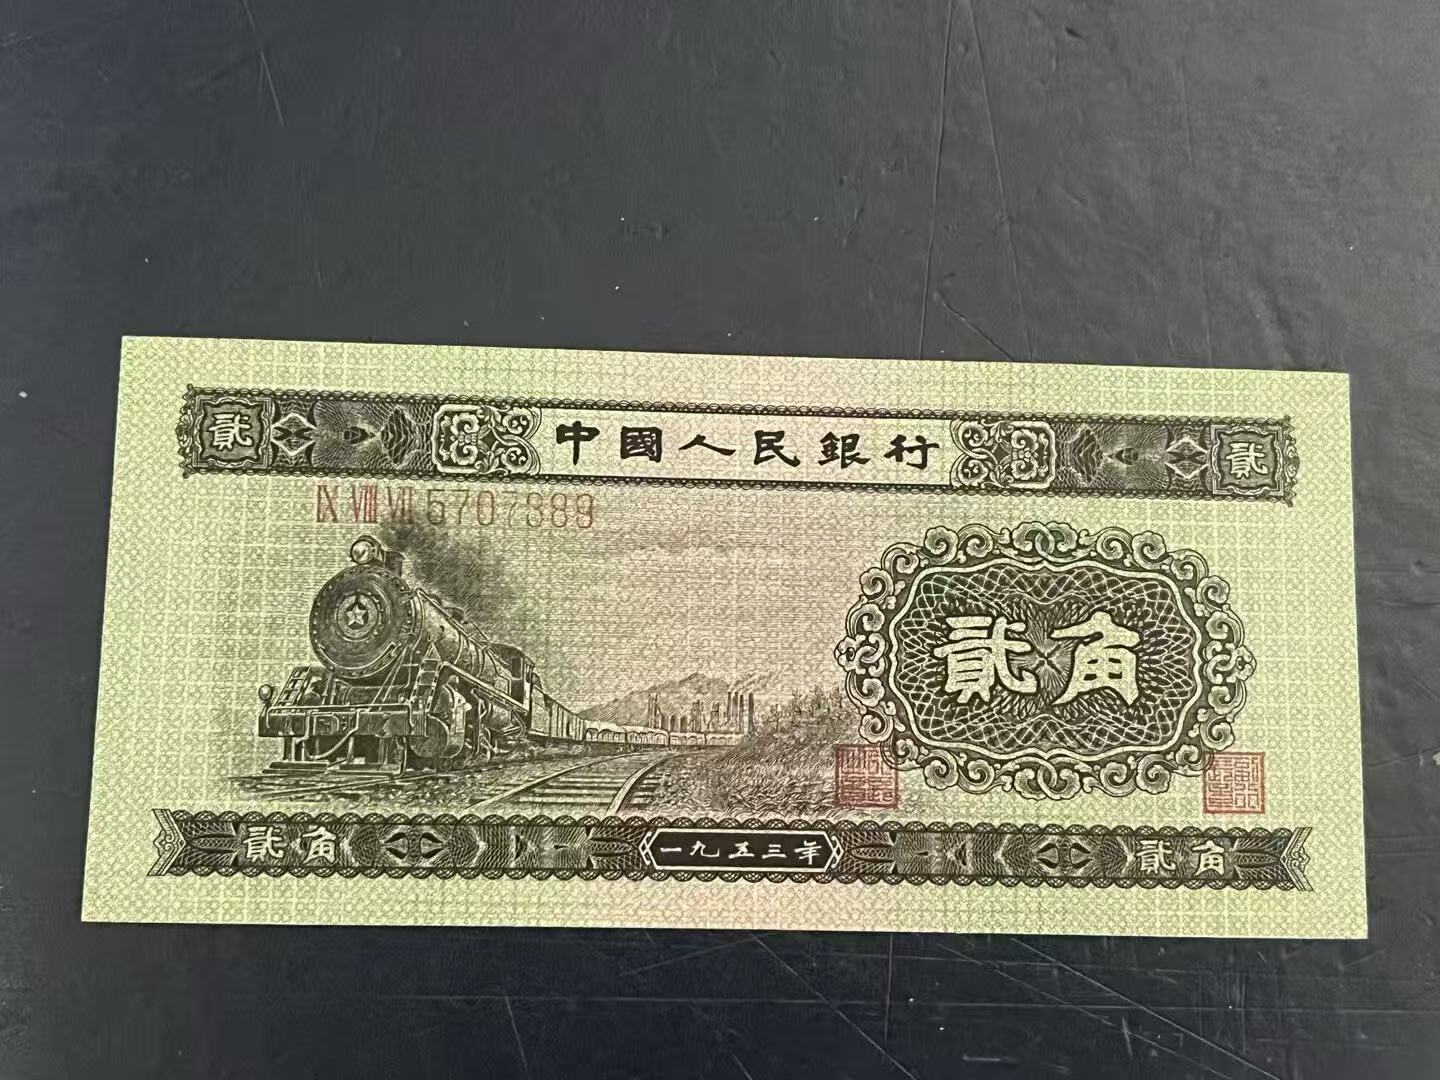 貳 中國人民銀行 貳
IX VIII VII 5707889
貳角
貳角 一九五三年 貳角